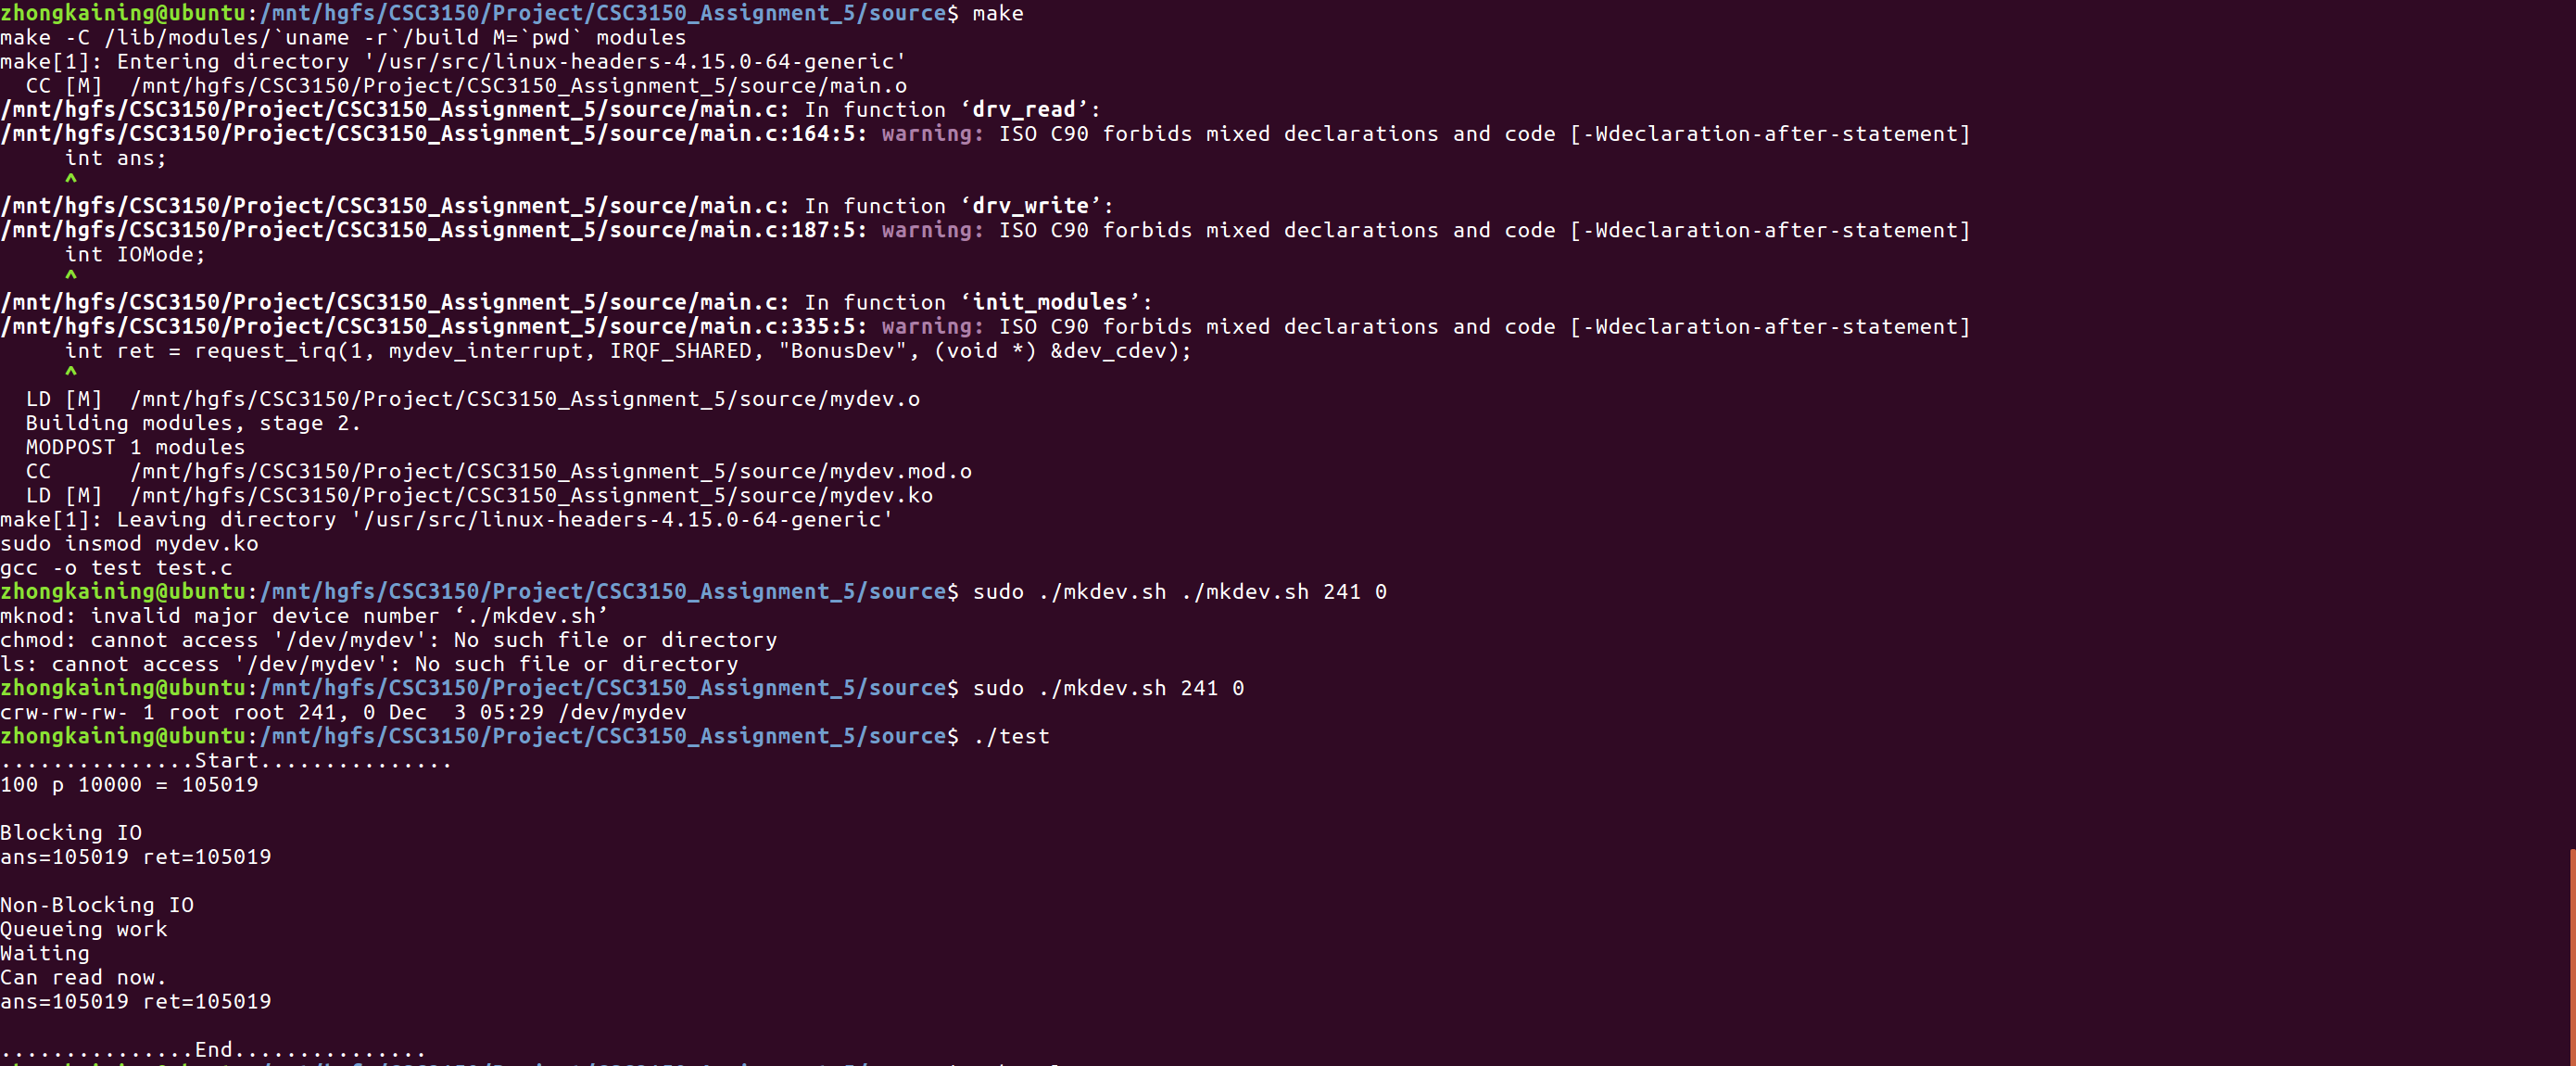 zhongkaining@ubuntu:/mnt/hgfs/CSC3150/Project/CSC3150_Assignment_5/source$ make
make -C /lib/modules/`uname -r`/build M=`pwd` modules
make[1]: Entering directory '/usr/src/linux-headers-4.15.0-64-generic'
  CC [M]  /mnt/hgfs/CSC3150/Project/CSC3150_Assignment_5/source/main.o
/mnt/hgfs/CSC3150/Project/CSC3150_Assignment_5/source/main.c: In function ‘drv_read’:
/mnt/hgfs/CSC3150/Project/CSC3150_Assignment_5/source/main.c:164:5: warning: ISO C90 forbids mixed declarations and code [-Wdeclaration-after-statement]
     int ans;
     ^
/mnt/hgfs/CSC3150/Project/CSC3150_Assignment_5/source/main.c: In function ‘drv_write’:
/mnt/hgfs/CSC3150/Project/CSC3150_Assignment_5/source/main.c:187:5: warning: ISO C90 forbids mixed declarations and code [-Wdeclaration-after-statement]
     int IOMode;
     ^
/mnt/hgfs/CSC3150/Project/CSC3150_Assignment_5/source/main.c: In function ‘init_modules’:
/mnt/hgfs/CSC3150/Project/CSC3150_Assignment_5/source/main.c:335:5: warning: ISO C90 forbids mixed declarations and code [-Wdeclaration-after-statement]
     int ret = request_irq(1, mydev_interrupt, IRQF_SHARED, "BonusDev", (void *) &dev_cdev);
     ^
  LD [M]  /mnt/hgfs/CSC3150/Project/CSC3150_Assignment_5/source/mydev.o
  Building modules, stage 2.
  MODPOST 1 modules
  CC      /mnt/hgfs/CSC3150/Project/CSC3150_Assignment_5/source/mydev.mod.o
  LD [M]  /mnt/hgfs/CSC3150/Project/CSC3150_Assignment_5/source/mydev.ko
make[1]: Leaving directory '/usr/src/linux-headers-4.15.0-64-generic'
sudo insmod mydev.ko
gcc -o test test.c
zhongkaining@ubuntu:/mnt/hgfs/CSC3150/Project/CSC3150_Assignment_5/source$ sudo ./mkdev.sh ./mkdev.sh 241 0
mknod: invalid major device number ‘./mkdev.sh’
chmod: cannot access '/dev/mydev': No such file or directory
ls: cannot access '/dev/mydev': No such file or directory
zhongkaining@ubuntu:/mnt/hgfs/CSC3150/Project/CSC3150_Assignment_5/source$ sudo ./mkdev.sh 241 0
crw-rw-rw- 1 root root 241, 0 Dec  3 05:29 /dev/mydev
zhongkaining@ubuntu:/mnt/hgfs/CSC3150/Project/CSC3150_Assignment_5/source$ ./test
...............Start...............
100 p 10000 = 105019
Blocking IO
ans=105019 ret=105019
Non-Blocking IO
Queueing work
Waiting
Can read now.
ans=105019 ret=105019
...............End...............